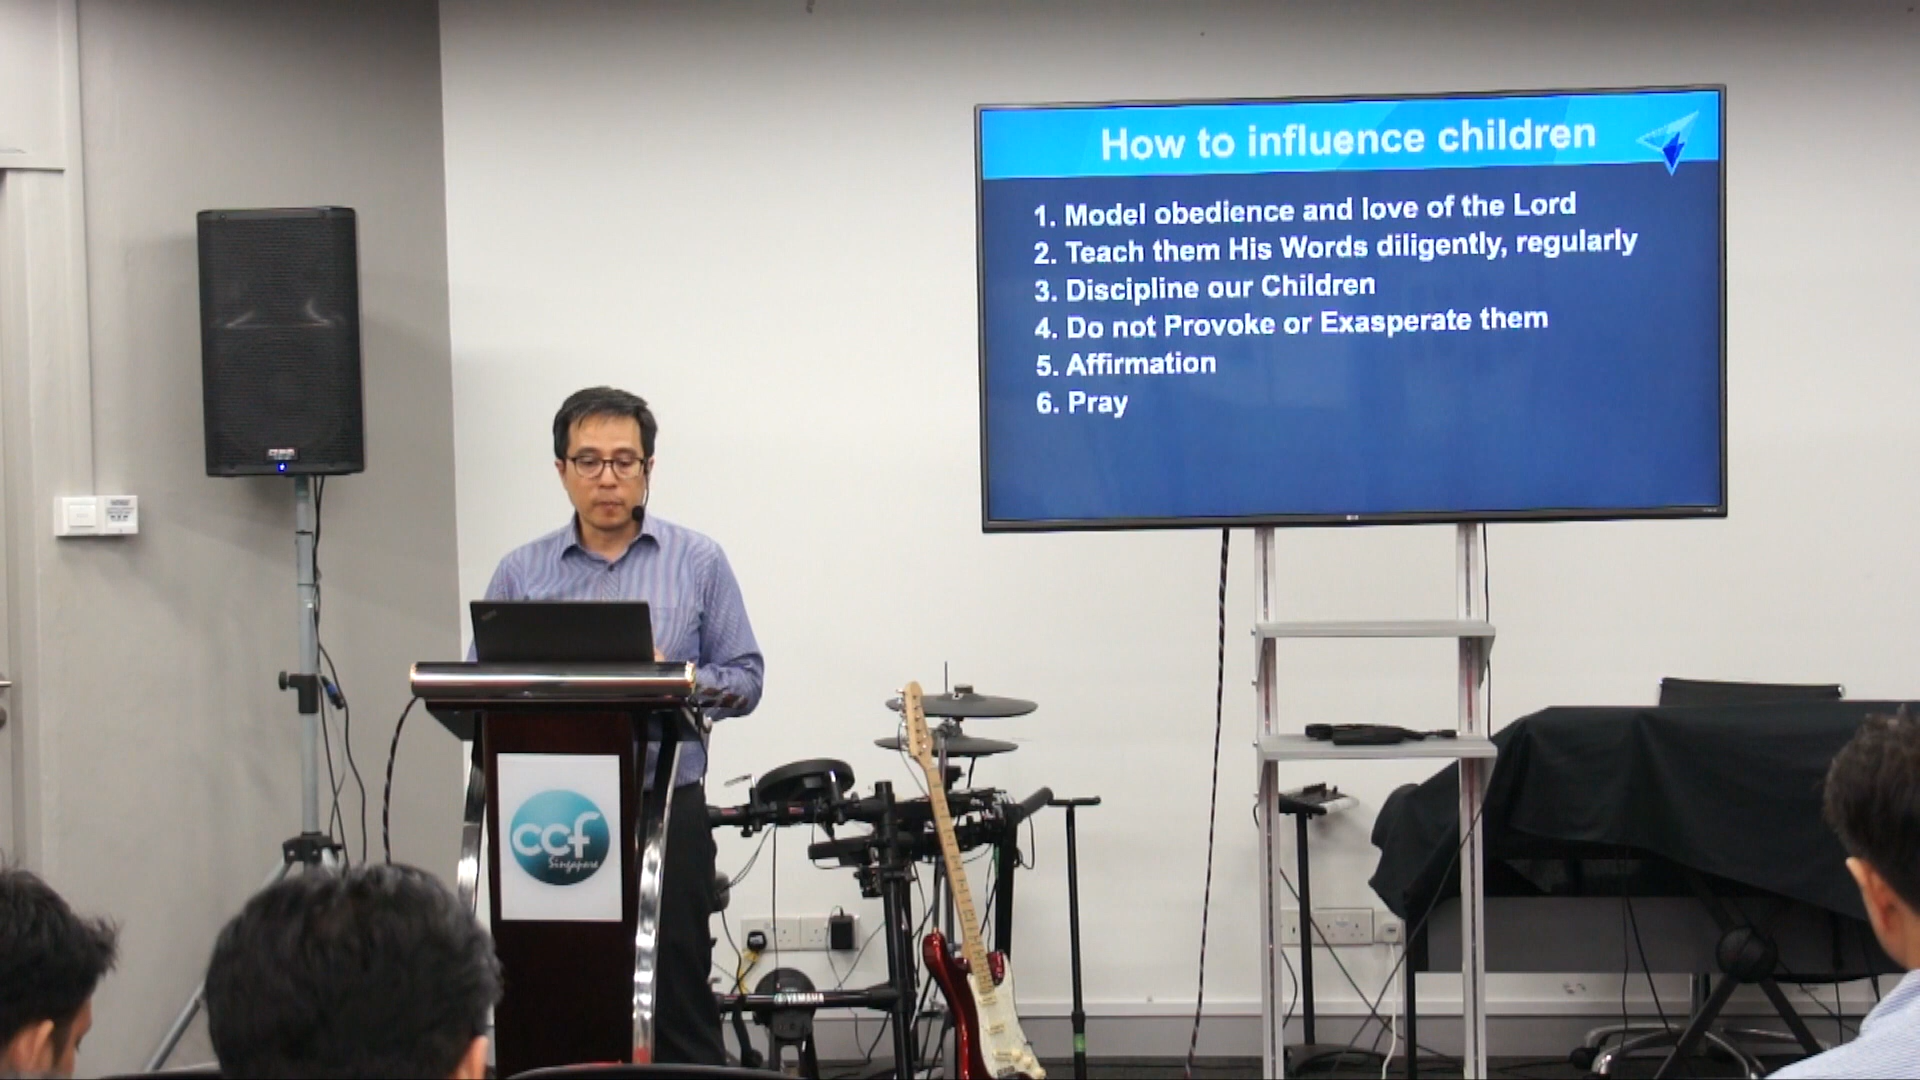 How to influence children
1. Model obedience and love of the Lord
2. Teach them His Words diligently, regularly
3. Discipline our Children
4. Do not Provoke or Exasperate them
5. Affirmation
6. Pray
ccf
Singapore
YAMAHA